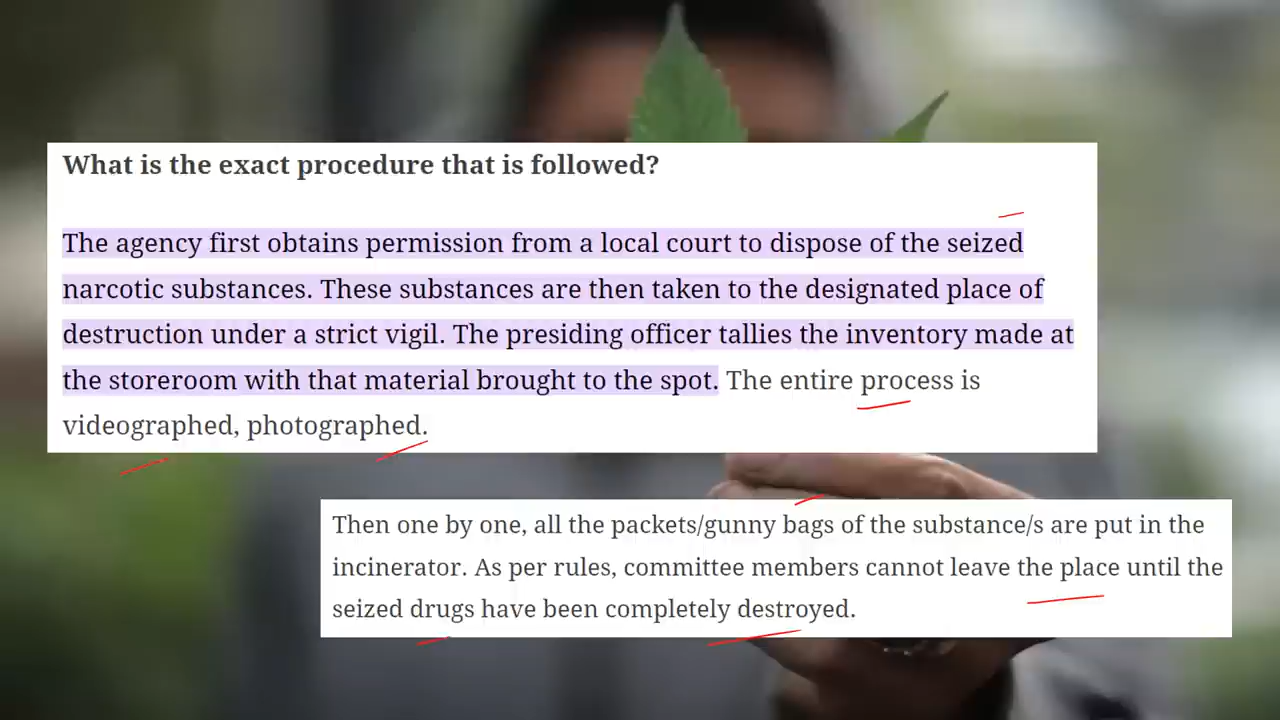 What is the exact procedure that is followed?
The agency first obtains permission from a local court to dispose of the seized
narcotic substances. These substances are then taken to the designated place of
destruction under a strict vigil. The presiding officer tallies the inventory made at
the storeroom with that material brought to the spot. The entire process is
videographed, photographed.
Then one by one, all the packets/gunny bags of the substance/s are put in the
incinerator. As per rules, committee members cannot leave the place until the
seized drugs have been completely destroyed.